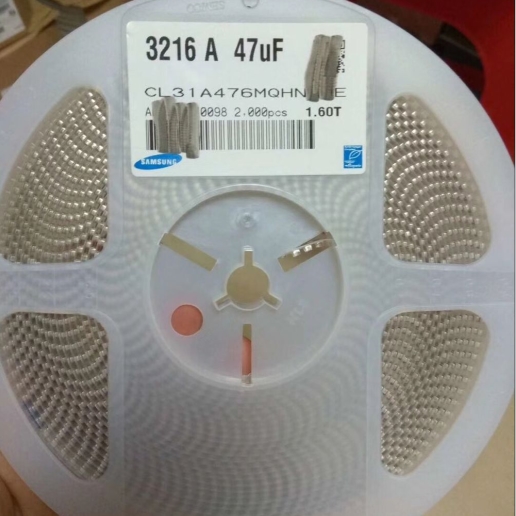 3216 A 47uF
CL31A476MQHN
0098 2.000pcs 1.60T
SAMSUNG